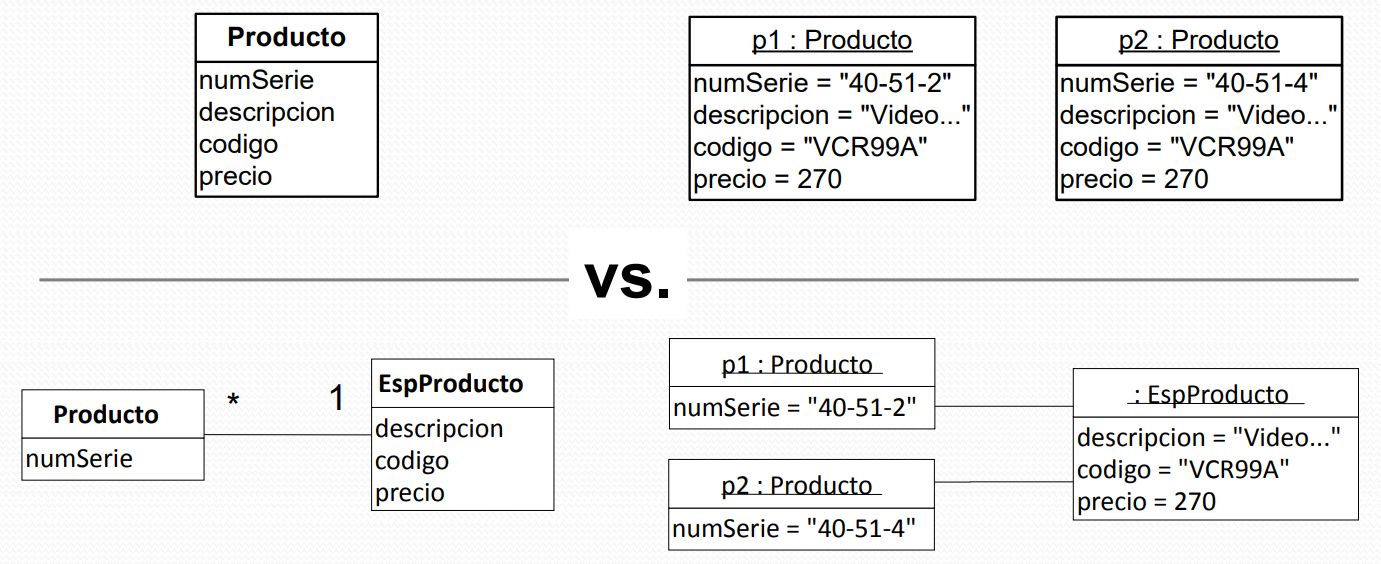 Producto
numSerie
descripcion
codigo
precio
p1 : Producto
numSerie = "40-51-2"
descripcion = "Video..."
codigo = "VCR99A"
precio = 270
p2 : Producto
numSerie = "40-51-4"
descripcion = "Video..."
codigo = "VCR99A"
precio = 270
vs.
Producto
numSerie
*
1
EspProducto
descripcion
codigo
precio
p1 : Producto
numSerie = "40-51-2"
p2 : Producto
numSerie = "40-51-4"
: EspProducto
descripcion = "Video..."
codigo = "VCR99A"
precio = 270